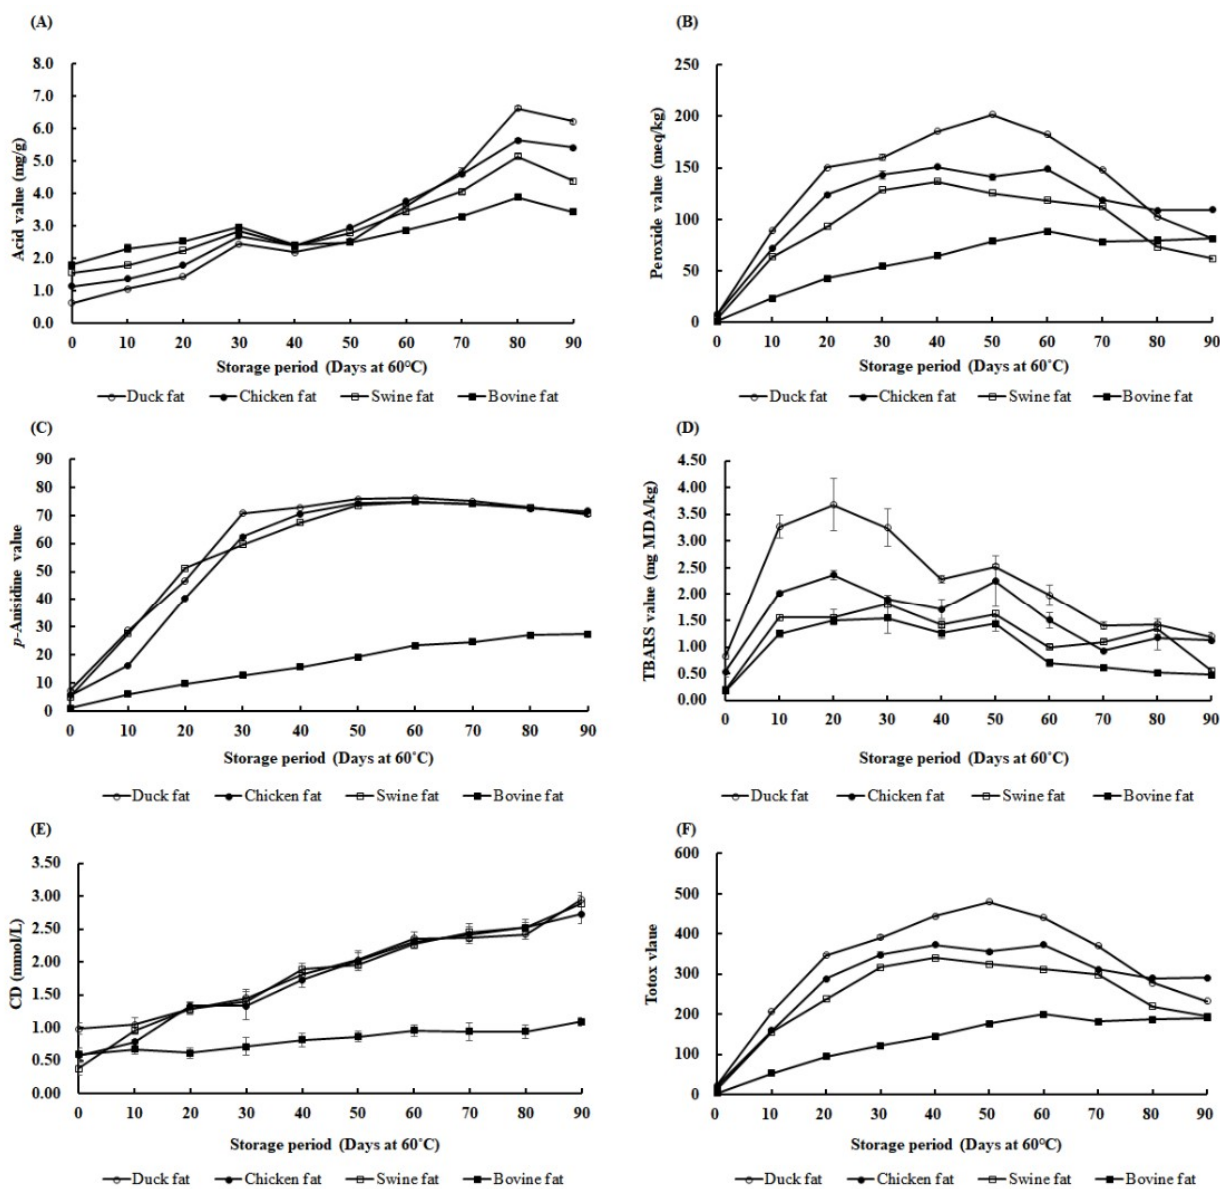 (A)
8.0
7.0
6.0
5.0
4.0
3.0
2.0
1.0
0.0
Acid value (mg/g)
0 10 20 30 40 50 60 70 80 90
Storage period (Days at 60℃)
Duck fat Chicken fat Swine fat Bovine fat
(B)
250
200
150
100
50
0
Peroxide value (meq/kg)
0 10 20 30 40 50 60 70 80 90
Storage period (Days at 60˚C)
Duck fat Chicken fat Swine fat Bovine fat
(C)
90
80
70
60
50
40
30
20
10
0
p-Anisidine value
0 10 20 30 40 50 60 70 80 90
Storage period (Days at 60˚C)
Duck fat Chicken fat Swine fat Bovine fat
(D)
4.50
4.00
3.50
3.00
2.50
2.00
1.50
1.00
0.50
0.00
TBARS value (mg MDA/kg)
0 10 20 30 40 50 60 70 80 90
Storage period (Days at 60˚C)
Duck fat Chicken fat Swine fat Bovine fat
(E)
3.50
3.00
2.50
2.00
1.50
1.00
0.50
0.00
CD (mmol/L)
0 10 20 30 40 50 60 70 80 90
Storage period (Days at 60˚C)
Duck fat Chicken fat Swine fat Bovine fat
(F)
600
500
400
300
200
100
0
Totox vlaue
0 10 20 30 40 50 60 70 80 90
Storage period (Days at 60℃)
Duck fat Chicken fat Swine fat Bovine fat